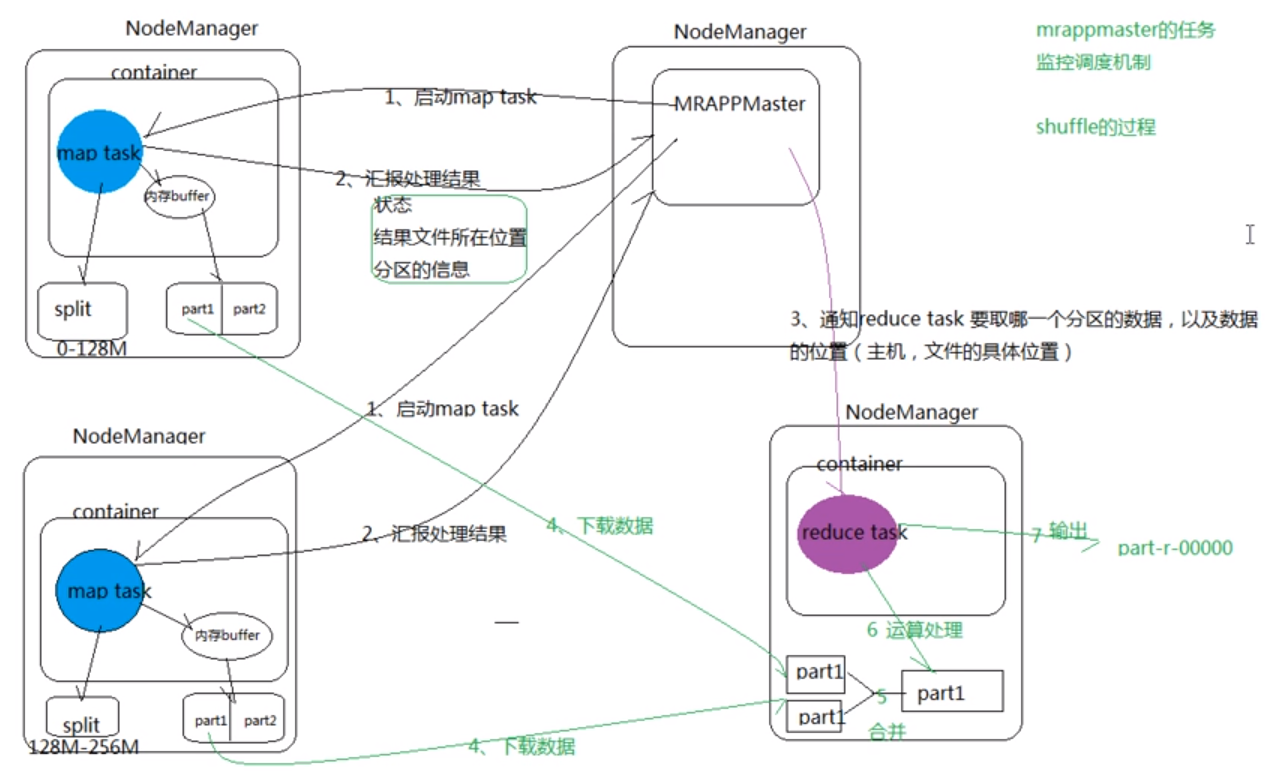 NodeManager
container
map task
内存buffer
split
0-128M
part1
part2
1、启动map task
2、汇报处理结果
状态
结果文件所在位置
分区的信息
NodeManager
MRAPPMaster
mrappmaster的任务
监控调度机制
shuffle的过程
3、通知reduce task 要取哪一个分区的数据，以及数据
的位置（主机，文件的具体位置）
NodeManager
container
map task
内存buffer
split
128M-256M
part1
part2
1、启动map task
2、汇报处理结果
4、下载数据
4、下载数据
NodeManager
container
reduce task
7 输出
part-r-00000
6 运算处理
part1
part1
5
合并
part1